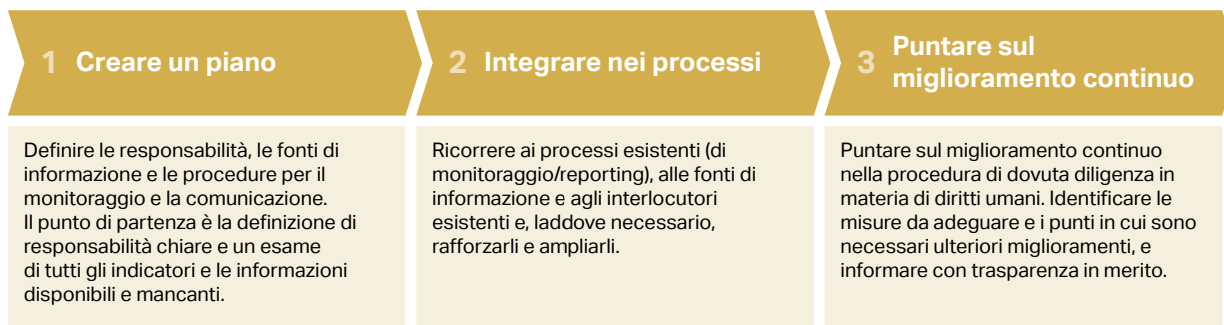 1 Creare un piano
Definire le responsabilità, le fonti di
informazione e le procedure per il
monitoraggio e la comunicazione.
Il punto di partenza è la definizione di
responsabilità chiare e un esame
di tutti gli indicatori e le informazioni
disponibili e mancanti.
2 Integrare nei processi
Ricorrere ai processi esistenti (di
monitoraggio/reporting), alle fonti di
informazione e agli interlocutori
esistenti e, laddove necessario,
rafforzarli e ampliarli.
3 Puntare sul
miglioramento continuo
Puntare sul miglioramento continuo
nella procedura di dovuta diligenza in
materia di diritti umani. Identificare le
misure da adeguare e i punti in cui sono
necessari ulteriori miglioramenti, e
informare con trasparenza in merito.